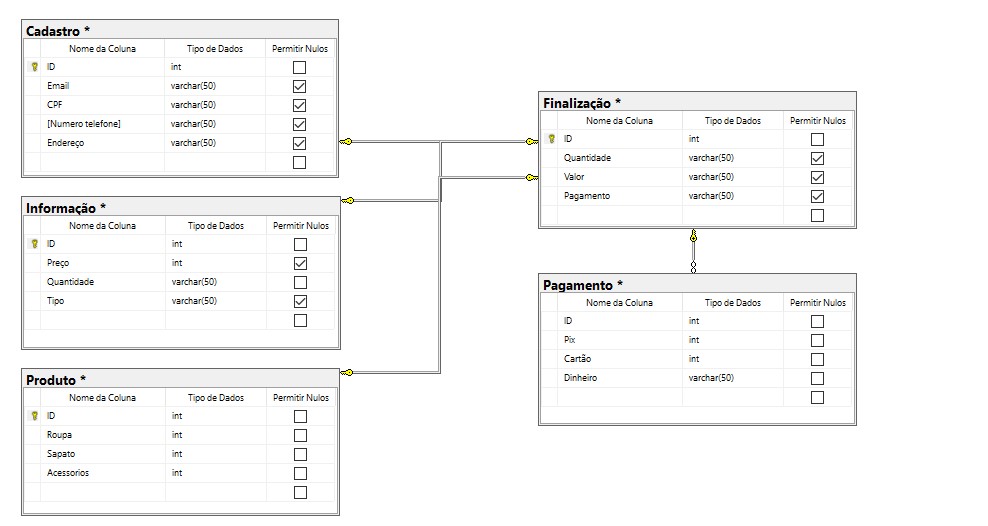 Cadastro *
Nome da Coluna Tipo de Dados Permitir Nulos
ID int
Email varchar(50)
CPF varchar(50)
[Numero telefone] varchar(50)
Endereço varchar(50)
Informação *
Nome da Coluna Tipo de Dados Permitir Nulos
ID int
Preço int
Quantidade varchar(50)
Tipo varchar(50)
Produto *
Nome da Coluna Tipo de Dados Permitir Nulos
ID int
Roupa int
Sapato int
Acessorios int
Finalização *
Nome da Coluna Tipo de Dados Permitir Nulos
ID int
Quantidade varchar(50)
Valor varchar(50)
Pagamento varchar(50)
Pagamento *
Nome da Coluna Tipo de Dados Permitir Nulos
ID int
Pix int
Cartão int
Dinheiro varchar(50)